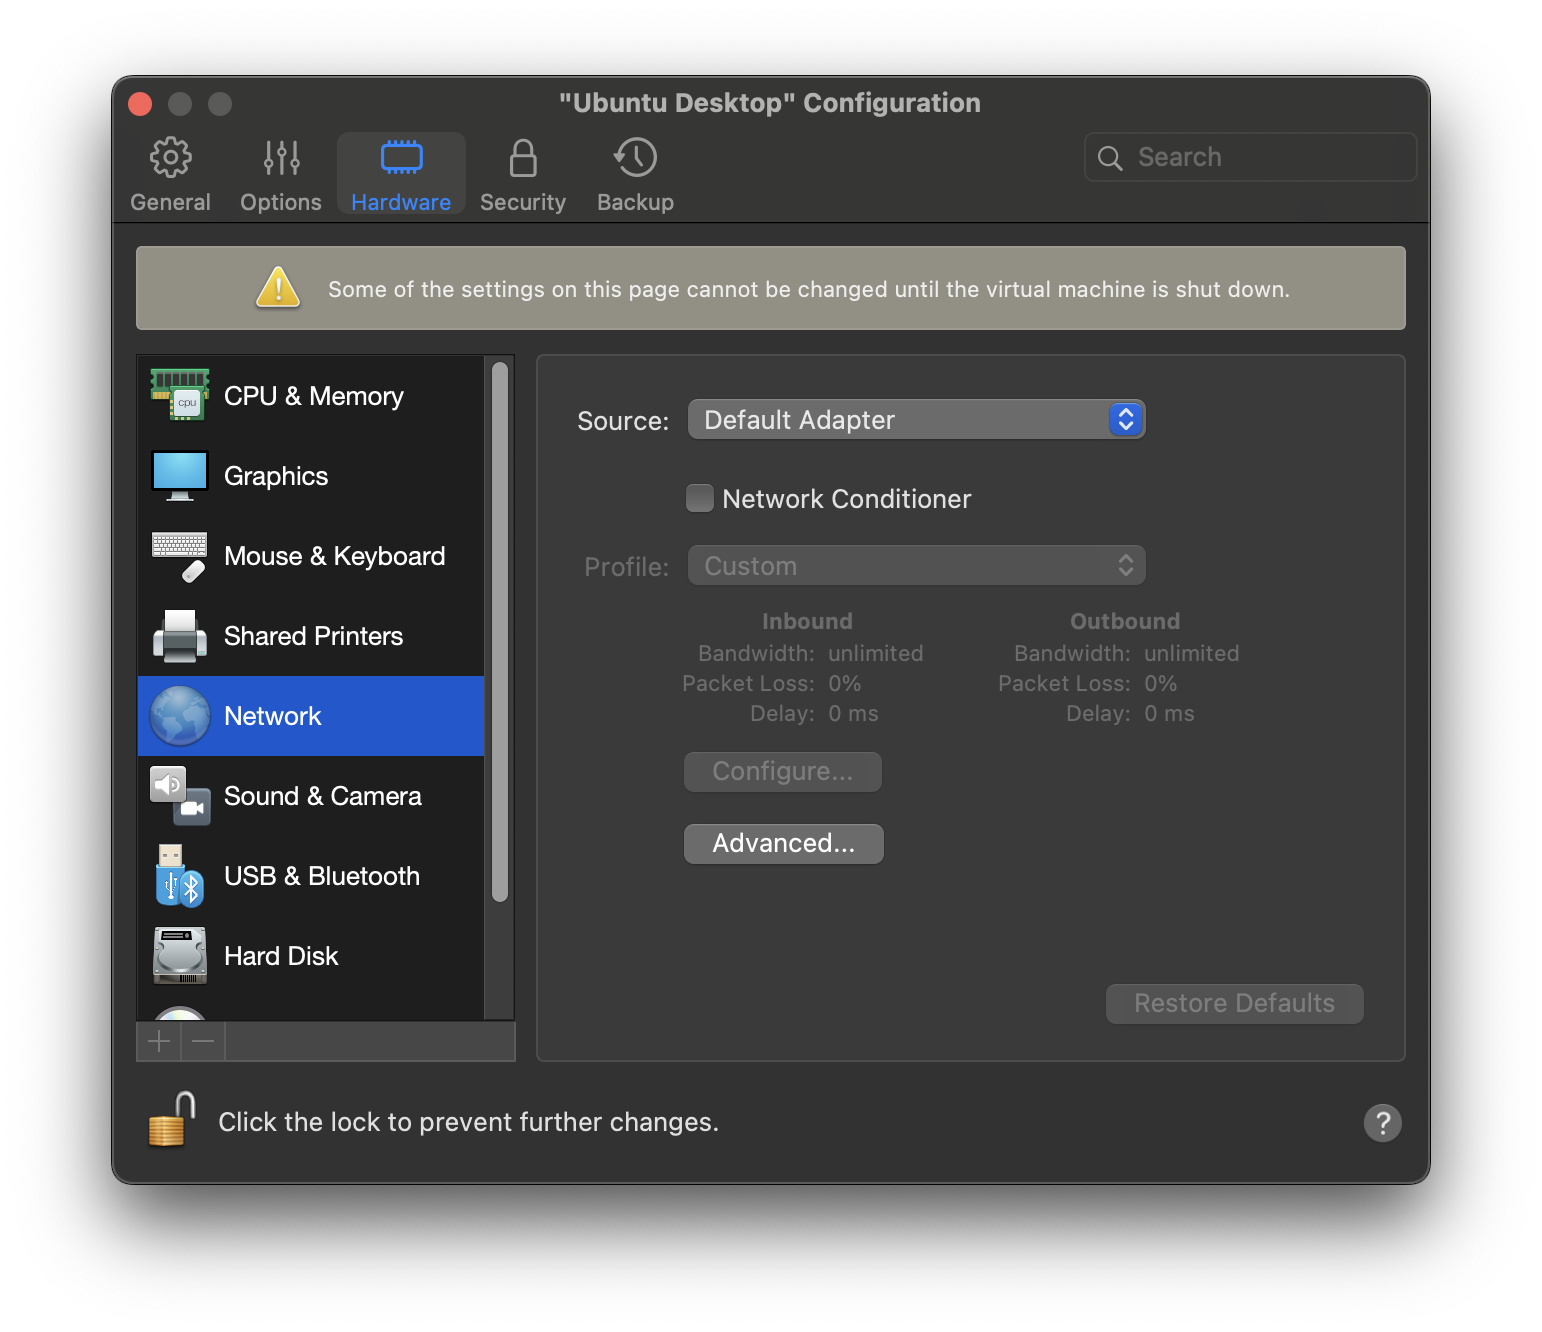 "Ubuntu Desktop" Configuration
General Options Hardware Security Backup
Search
Some of the settings on this page cannot be changed until the virtual machine is shut down.
cpu
CPU & Memory
Graphics
Mouse & Keyboard
Shared Printers
Network
Sound & Camera
USB & Bluetooth
Hard Disk
Source: Default Adapter
Network Conditioner
Profile: Custom
Inbound Outbound
Bandwidth: unlimited Bandwidth: unlimited
Packet Loss: 0% Packet Loss: 0%
Delay: 0 ms Delay: 0 ms
Configure...
Advanced...
Restore Defaults
Click the lock to prevent further changes.
?